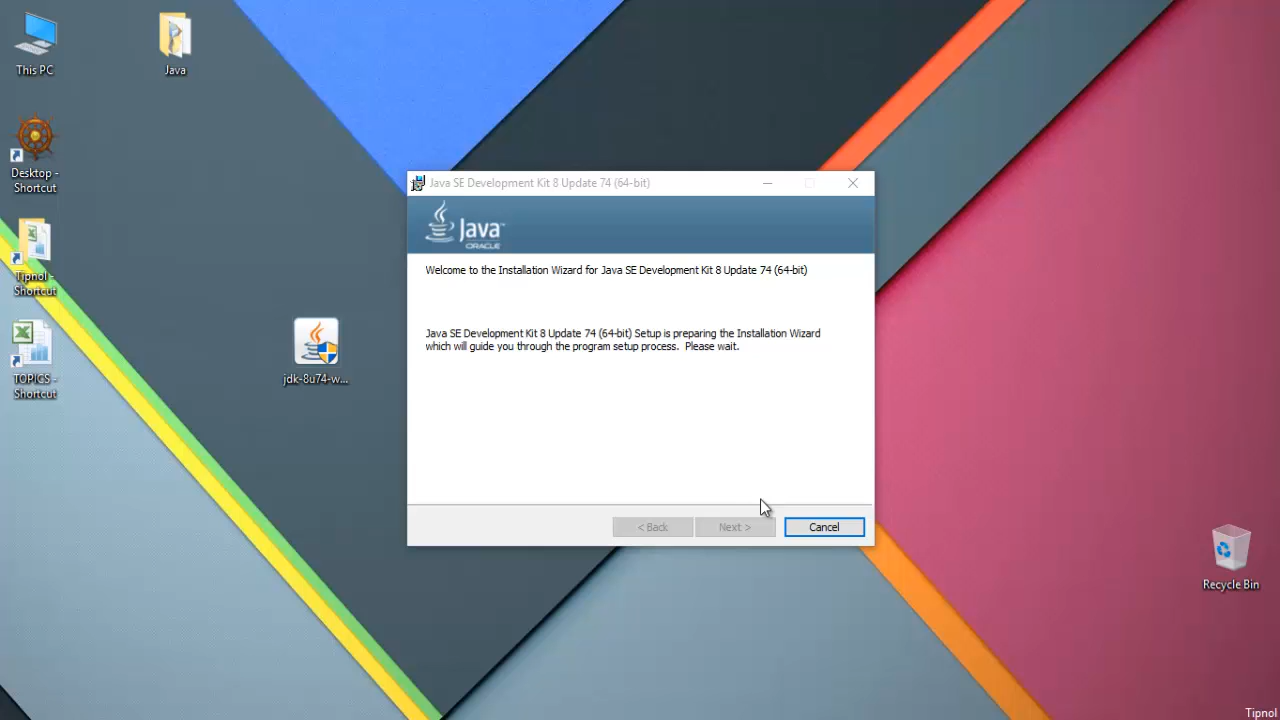 This PC
Java
Desktop -
Shortcut
Tipnol -
Shortcut
TOPICS -
Shortcut
jdk-8u74-w...
Java SE Development Kit 8 Update 74 (64-bit)
Java™
ORACLE
Welcome to the Installation Wizard for Java SE Development Kit 8 Update 74 (64-bit)
Java SE Development Kit 8 Update 74 (64-bit) Setup is preparing the Installation Wizard
which will guide you through the program setup process. Please wait.
< Back
Next >
Cancel
Recycle Bin
Tipnol